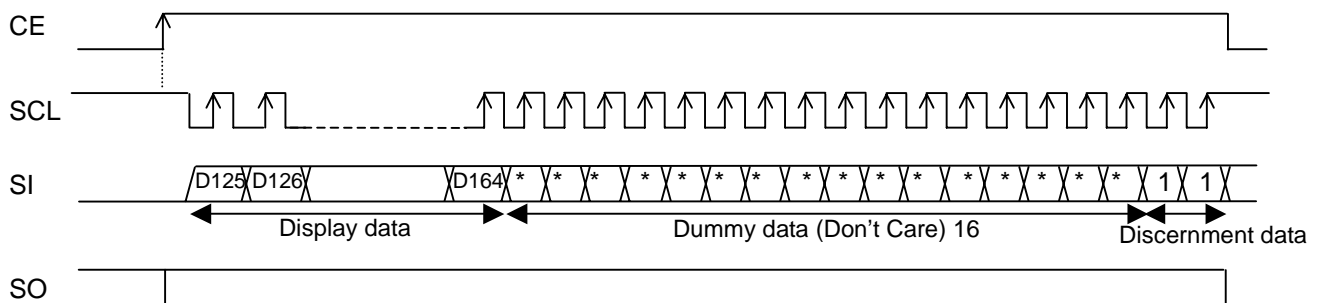 CE
SCL
SI D125 D126 D164 * * * * * * * * * * * * * * * * 1 1
Display data Dummy data (Don't Care) 16 Discernment data
SO